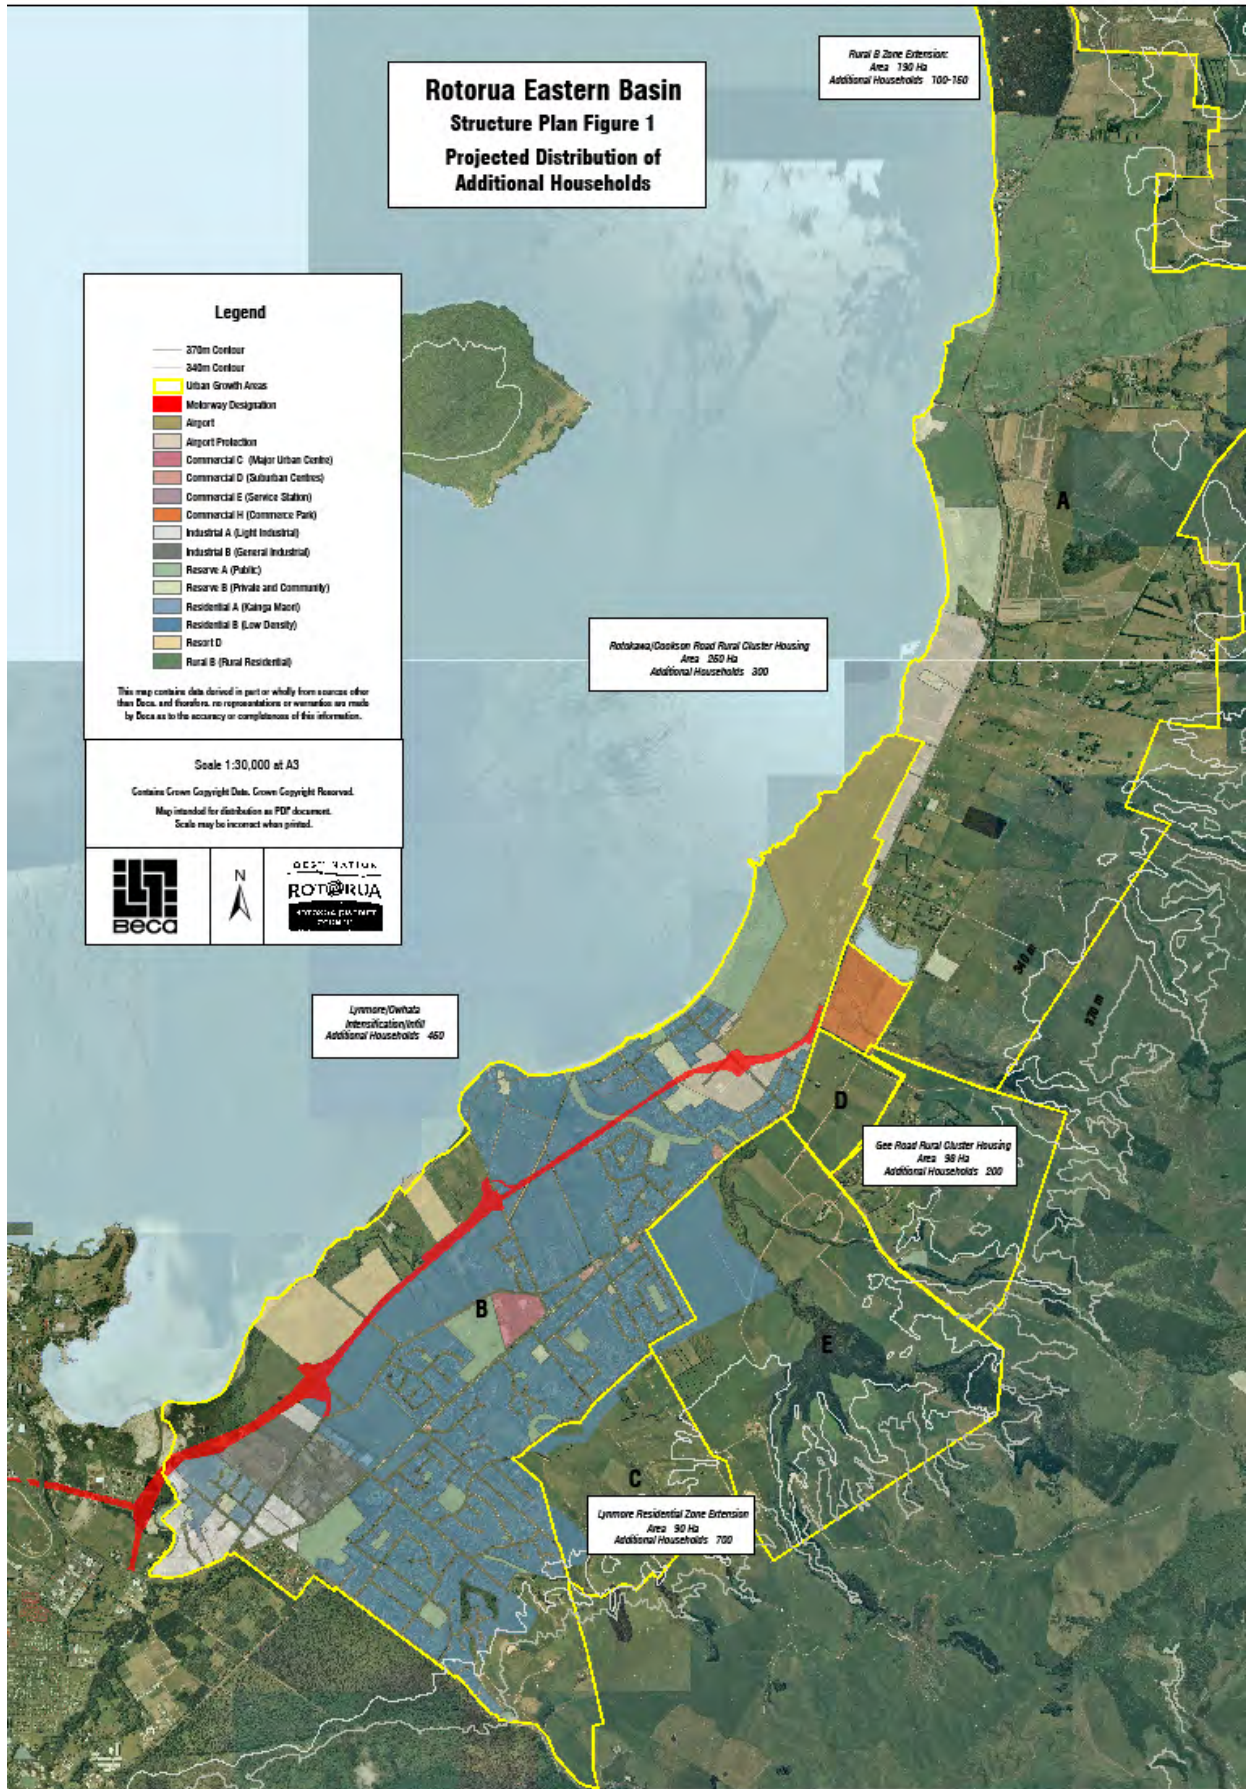 Rural B Zone Extension:
Area 190 Ha
Additional Households 100-150
Rotorua Eastern Basin
Structure Plan Figure 1
Projected Distribution of
Additional Households
Legend
370m Contour
340m Contour
Urban Growth Areas
Motorway Designation
Airport
Airport Protection
Commercial C (Major Urban Centre)
Commercial D (Suburban Centres)
Commercial E (Service Station)
Commercial H (Commerce Park)
Industrial A (Light Industrial)
Industrial B (General Industrial)
Reserve A (Public)
Reserve B (Private and Community)
Residential A (Kainga Maori)
Residential B (Low Density)
Resort D
Rural B (Rural Residential)
This map contains data derived in part or wholly from sources other
than Beca, and therefore, no representations or warranties are made
by Beca as to the accuracy or completeness of this information.
Scale 1:30,000 at A3
Contains Crown Copyright Data. Crown Copyright Reserved.
Map intended for distribution as PDF document.
Scale may be incorrect when printed.
Beca
N
DESTINATION
ROTORUA
ROTORUA DISTRICT
COUNCIL
A
Rotokawa/Cookson Road Rural Cluster Housing
Area 260 Ha
Additional Households 300
340 m
370 m
Lynmore/Owhata
Intensification/Infill
Additional Households 450
D
Gee Road Rural Cluster Housing
Area 98 Ha
Additional Households 200
B
E
C
Lynmore Residential Zone Extension
Area 90 Ha
Additional Households 700